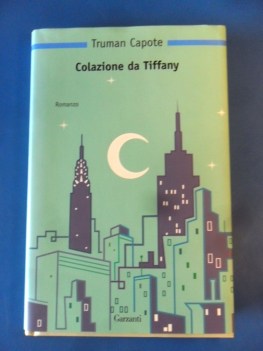 Truman Capote
Colazione da Tiffany
Romanzo
Garzanti